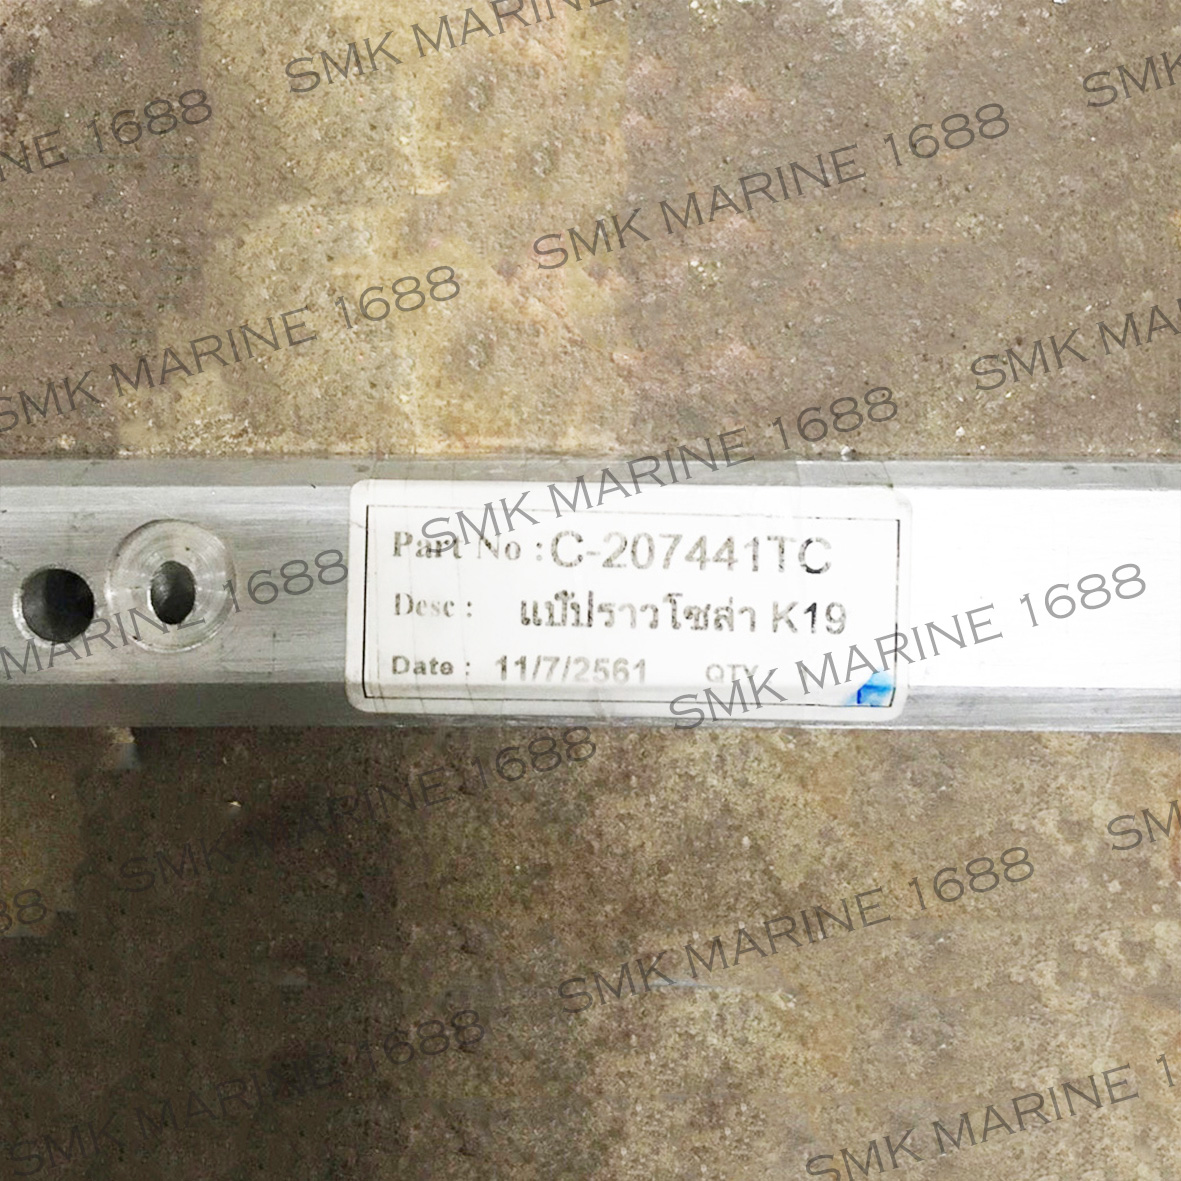 Part No : C-207441TC
Desc : แป๊ปราวโซล่า K19
Date : 11/7/2561 QTY
SMK MARINE 1688